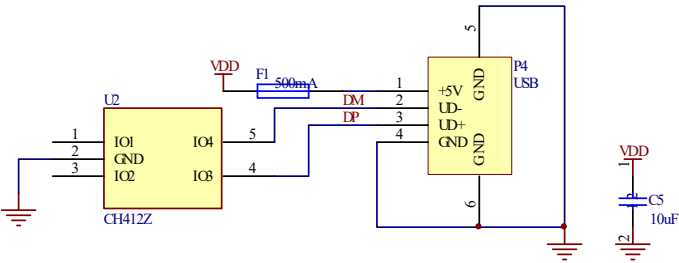 5
VDD
F1
500mA
P4
USB
1
+5V
GND
U2
DM
2
UD-
DP
3
UD+
4
GND
GND
1
IO1
IO4
5
2
GND
3
IO2
IO3
4
CH412Z
6
VDD
1
C5
10uF
2